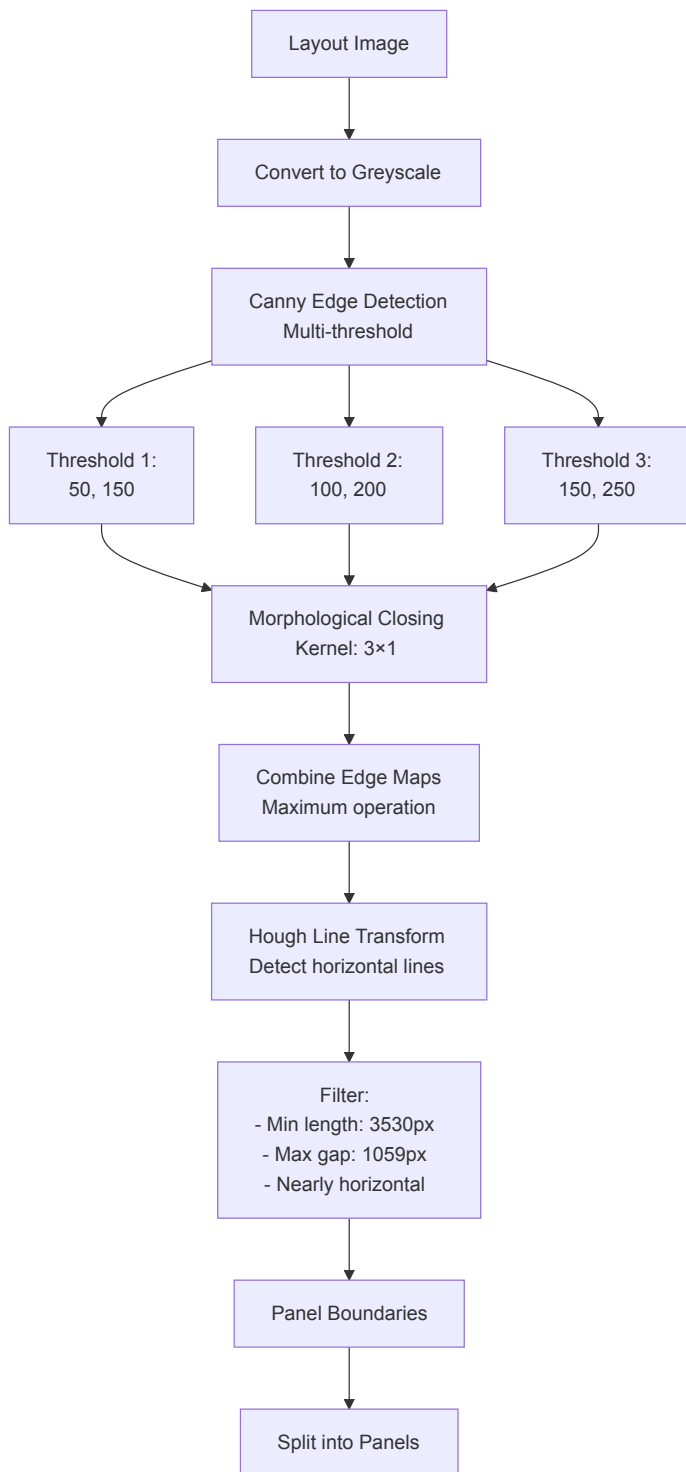 Layout Image
Convert to Greyscale
Canny Edge Detection
Multi-threshold
Threshold 1:
50, 150
Threshold 2:
100, 200
Threshold 3:
150, 250
Morphological Closing
Kernel: 3×1
Combine Edge Maps
Maximum operation
Hough Line Transform
Detect horizontal lines
Filter:
- Min length: 3530px
- Max gap: 1059px
- Nearly horizontal
Panel Boundaries
Split into Panels